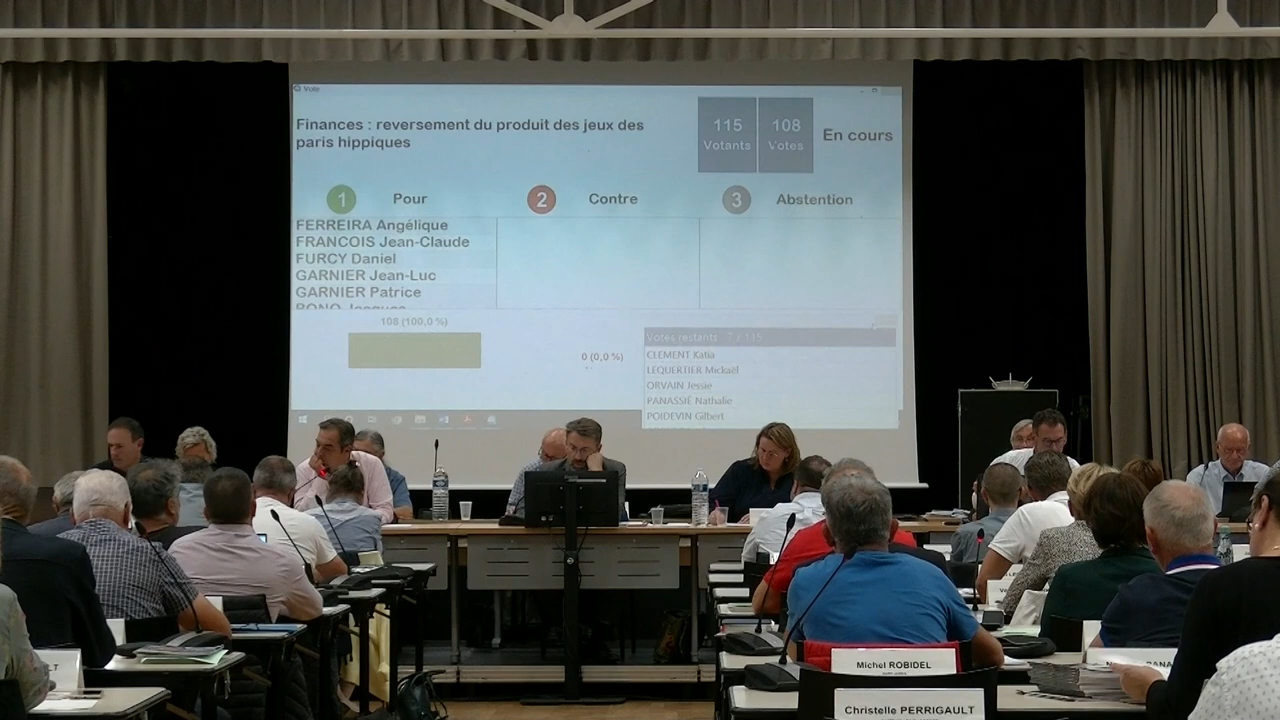 Vote
Finances : reversement du produit des jeux des
paris hippiques
115
Votants
108
Votes
En cours
1 Pour
2 Contre
3 Abstention
FERREIRA Angélique
FRANCOIS Jean-Claude
FURCY Daniel
GARNIER Jean-Luc
GARNIER Patrice
108 (100,0 %)
0 (0,0 %)
Votes restants : 7 / 115
CLEMENT Katia
LEQUERTIER Mickaël
ORVAIN Jessie
PANASSIÉ Nathalie
POIDEVIN Gilbert
Michel ROBIDEL
Christelle PERRIGAULT